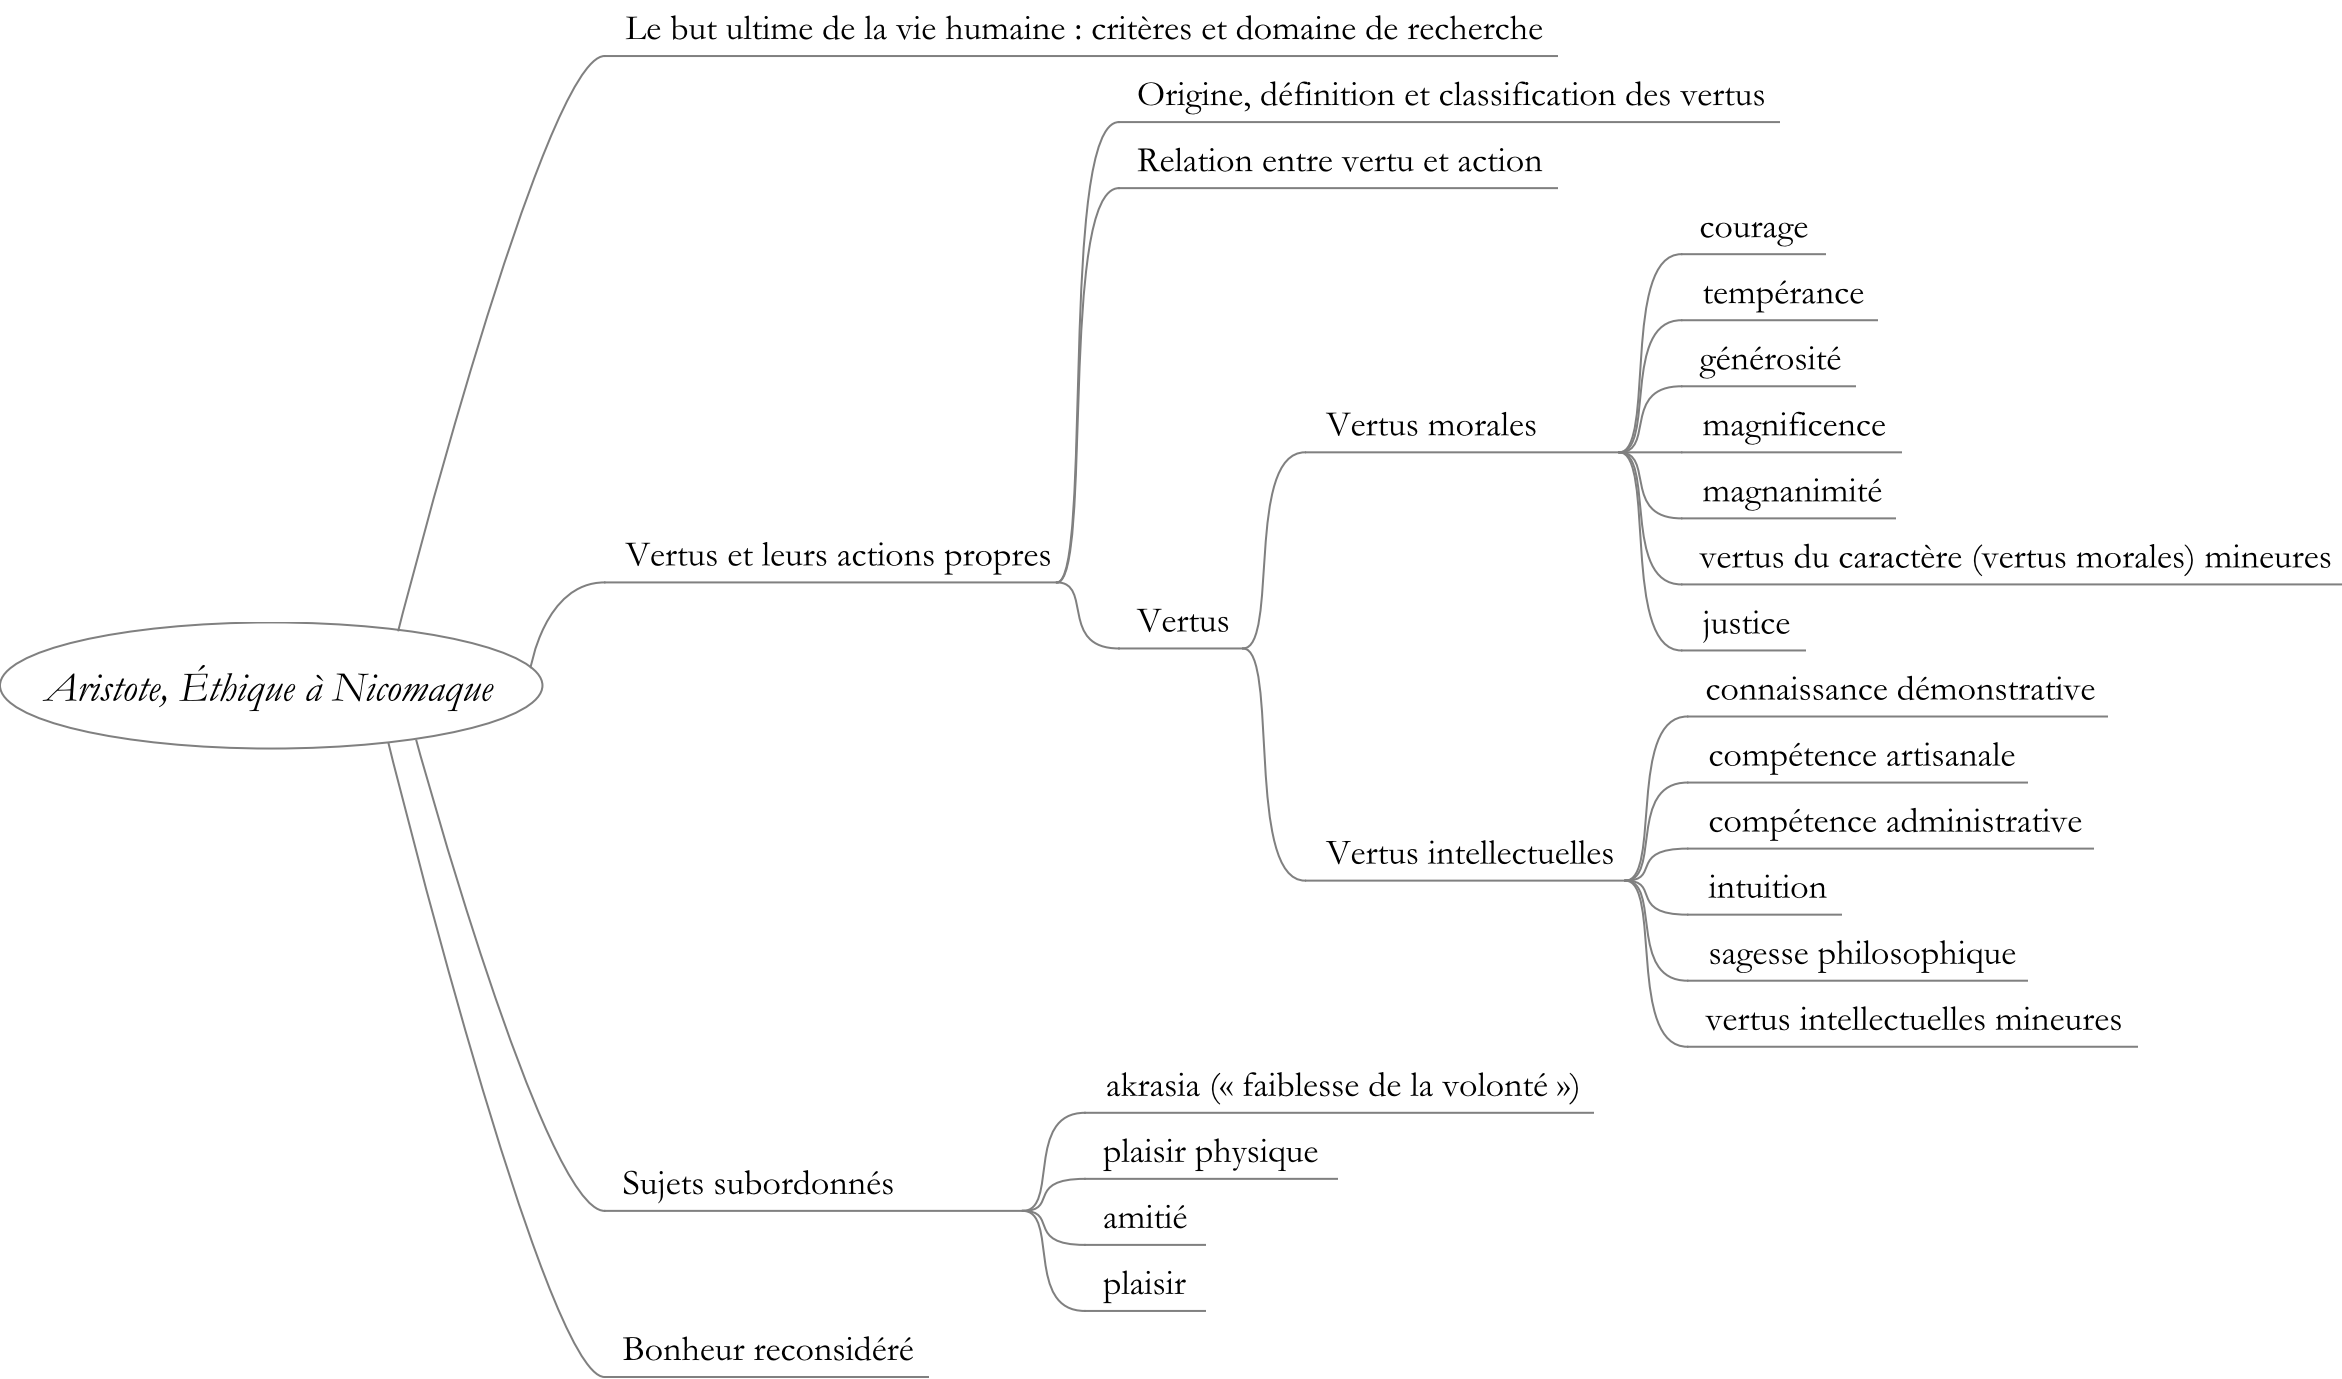 Le but ultime de la vie humaine : critères et domaine de recherche
Origine, définition et classification des vertus
Relation entre vertu et action
courage
tempérance
générosité
Vertus morales
magnificence
magnanimité
Vertus et leurs actions propres
vertus du caractère (vertus morales) mineures
Vertus
justice
Aristote, Éthique à Nicomaque
connaissance démonstrative
compétence artisanale
compétence administrative
Vertus intellectuelles
intuition
sagesse philosophique
vertus intellectuelles mineures
akrasia (« faiblesse de la volonté »)
plaisir physique
Sujets subordonnés
amitié
plaisir
Bonheur reconsidéré